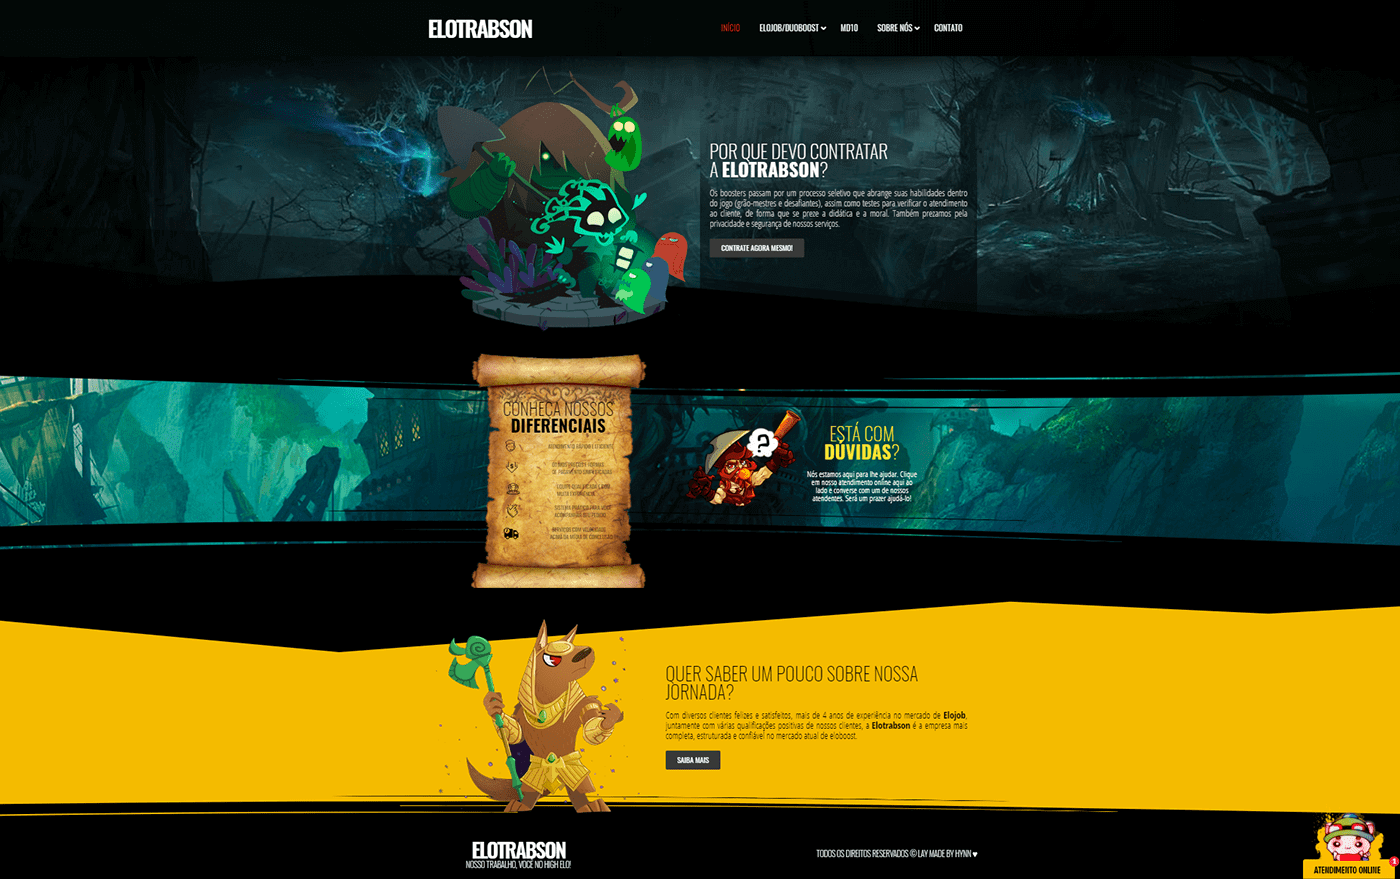 ELOTRABSON
INÍCIO ELOJOB/DUOBOOST MD10 SOBRE NÓS CONTATO
POR QUE DEVO CONTRATAR
A ELOTRABSON?
Os boosters passam por um processo seletivo que abrange suas habilidades dentro
do jogo (grão-mestres e desafiantes), assim como testes para verificar o atendimento
ao cliente, de forma que se preze a didática e a moral. Também prezamos pela
privacidade e segurança de nossos serviços.
CONTRATE AGORA MESMO!
CONHEÇA NOSSOS
DIFERENCIAIS
ESTÁ COM
DÚVIDAS?
Nós estamos aqui para lhe ajudar. Clique
em nosso atendimento online aqui ao
lado e converse com um de nossos
atendentes. Será um prazer ajudá-lo!
QUER SABER UM POUCO SOBRE NOSSA
JORNADA?
Com diversos clientes felizes e satisfeitos, mais de 4 anos de experiência no mercado de Elojob,
juntamente com várias qualificações positivas de nossos clientes, a Elotrabson é a empresa mais
completa, estruturada e confiável no mercado atual de eloboost.
SAIBA MAIS
ELOTRABSON
NOSSO TRABALHO, VOCÊ NO HIGH ELO!
TODOS OS DIREITOS RESERVADOS © LAY MADE BY HYNN ♥
1
ATENDIMENTO ONLINE